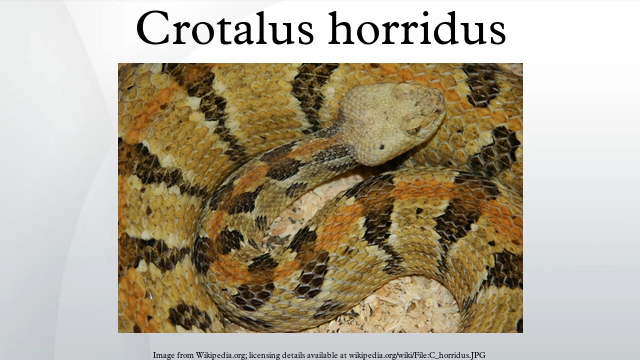 Crotalus horridus
Image from Wikipedia.org; licensing details available at wikipedia.org/wiki/File:C_horridus.JPG